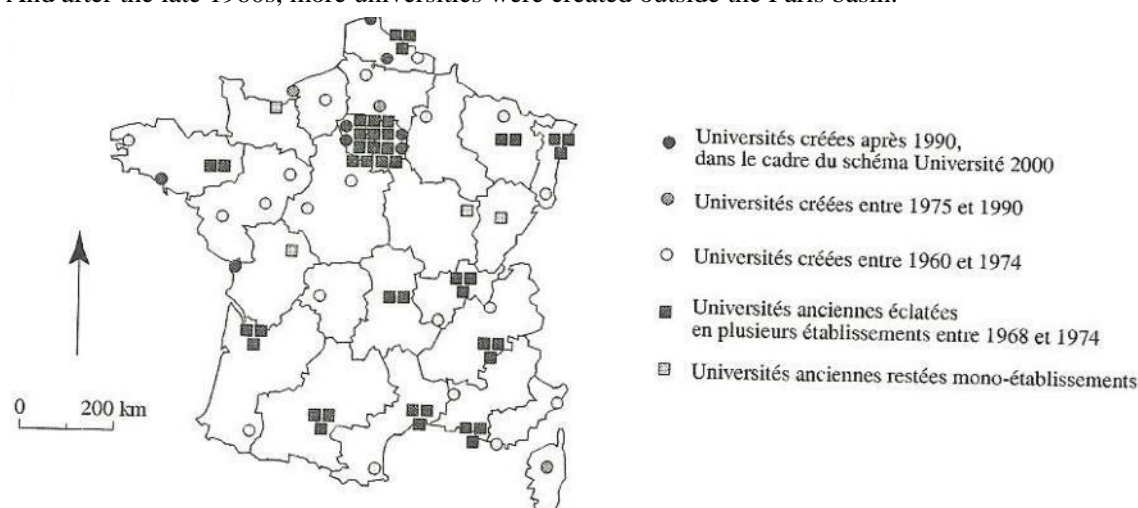 And after the late 1960s, more universities were created outside the Paris basin.
Universités créées après 1990,
dans le cadre du schéma Université 2000
Universités créées entre 1975 et 1990
Universités créées entre 1960 et 1974
Universités anciennes éclatées
en plusieurs établissements entre 1968 et 1974
Universités anciennes restées mono-établissements
0 200 km